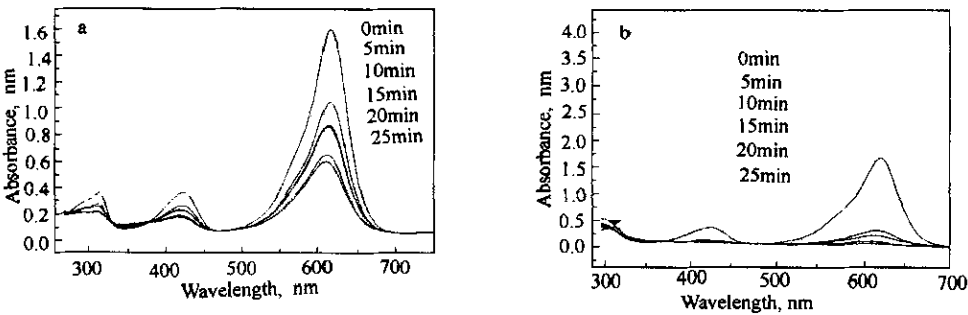 a
0min
5min
10min
15min
20min
25min
1.6
1.4
1.2
1.0
0.8
0.6
0.4
0.2
0.0
Absorbance, nm
300 400 500 600 700
Wavelength, nm
b
0min
5min
10min
15min
20min
25min
4.0
3.5
3.0
2.5
2.0
1.5
1.0
0.5
0.0
Absorbance, nm
300 400 500 600 700
Wavelength, nm